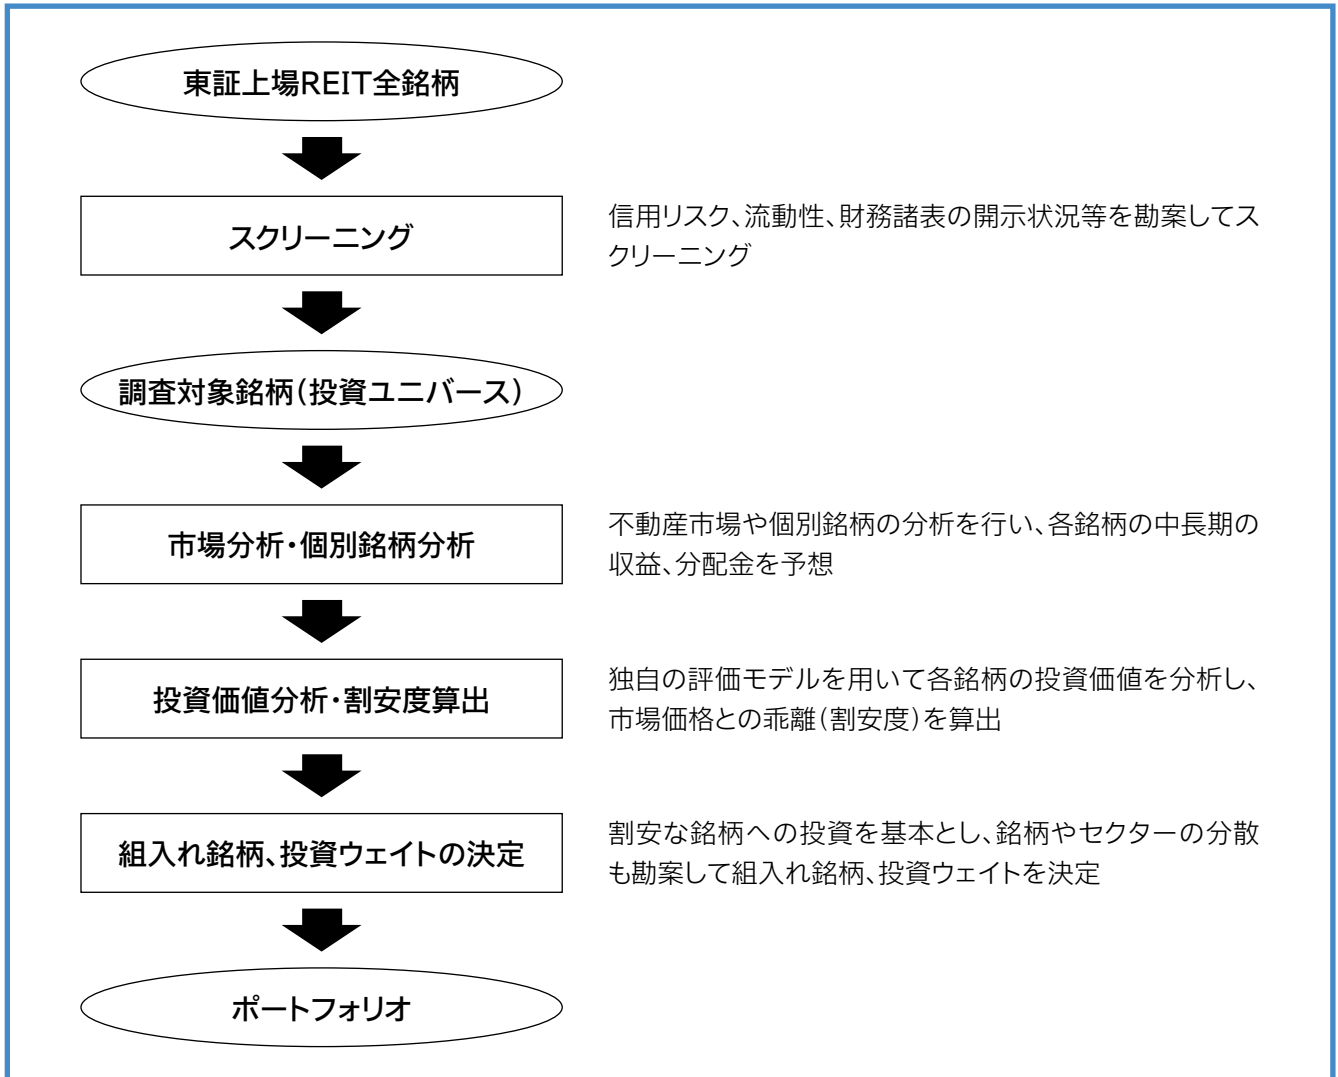 東証上場REIT全銘柄
スクリーニング
信用リスク、流動性、財務諸表の開示状況等を勘案してス
クリーニング
調査対象銘柄(投資ユニバース)
市場分析・個別銘柄分析
不動産市場や個別銘柄の分析を行い、各銘柄の中長期の
収益、分配金を予想
投資価値分析・割安度算出
独自の評価モデルを用いて各銘柄の投資価値を分析し、
市場価格との乖離(割安度)を算出
組入れ銘柄、投資ウェイトの決定
割安な銘柄への投資を基本とし、銘柄やセクターの分散
も勘案して組入れ銘柄、投資ウェイトを決定
ポートフォリオ